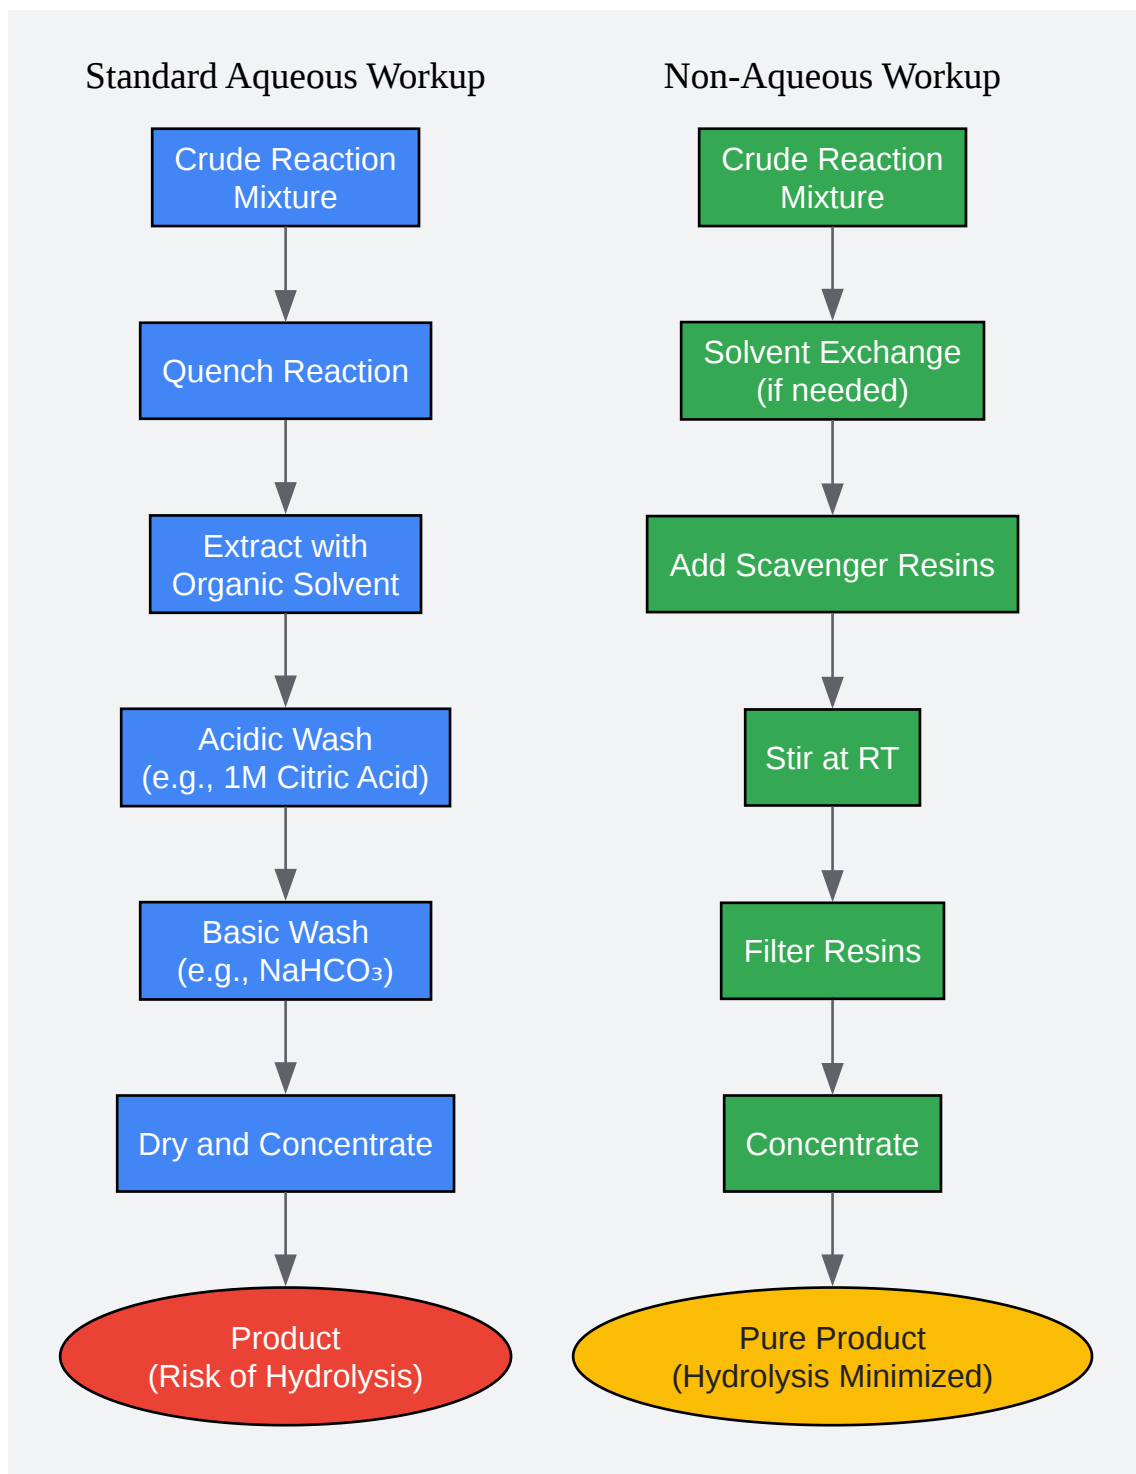 Standard Aqueous Workup
Crude Reaction
Mixture
Quench Reaction
Extract with
Organic Solvent
Acidic Wash
(e.g., 1M Citric Acid)
Basic Wash
(e.g., NaHCO₃)
Dry and Concentrate
Product
(Risk of Hydrolysis)
Non-Aqueous Workup
Crude Reaction
Mixture
Solvent Exchange
(if needed)
Add Scavenger Resins
Stir at RT
Filter Resins
Concentrate
Pure Product
(Hydrolysis Minimized)